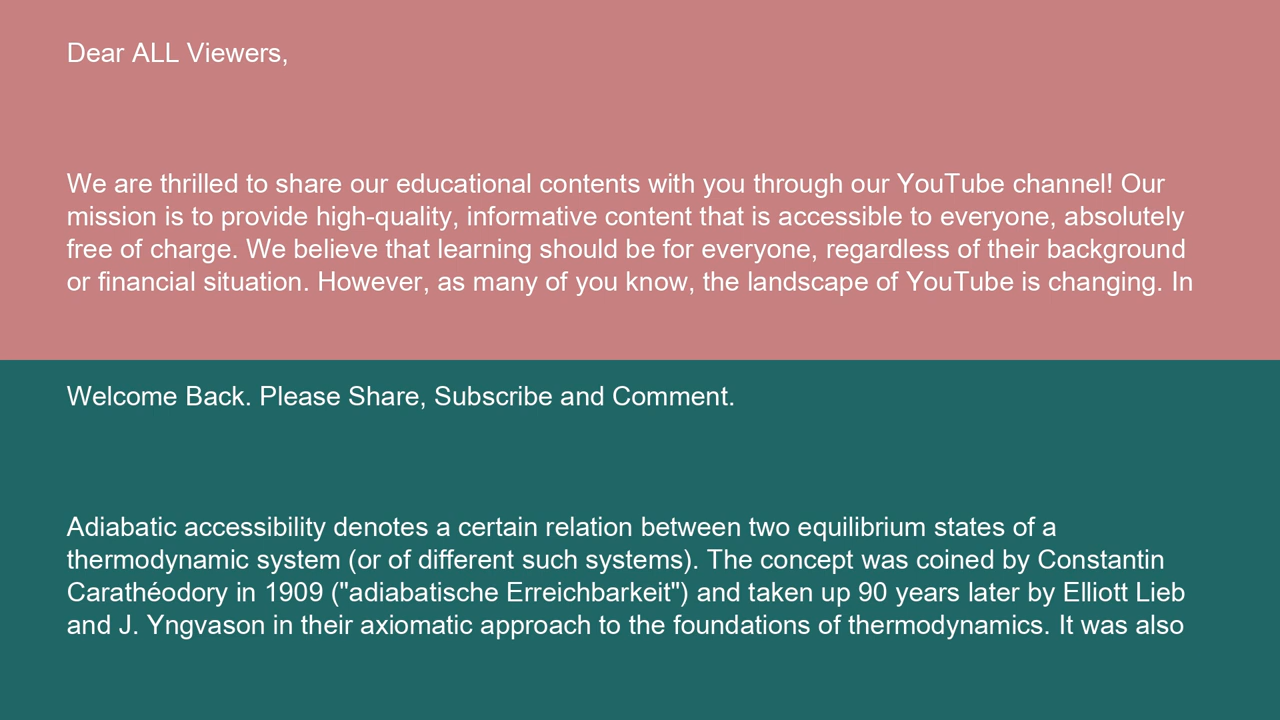 Dear ALL Viewers,
We are thrilled to share our educational contents with you through our YouTube channel! Our
mission is to provide high-quality, informative content that is accessible to everyone, absolutely
free of charge. We believe that learning should be for everyone, regardless of their background
or financial situation. However, as many of you know, the landscape of YouTube is changing. In
Welcome Back. Please Share, Subscribe and Comment.
Adiabatic accessibility denotes a certain relation between two equilibrium states of a
thermodynamic system (or of different such systems). The concept was coined by Constantin
Carathéodory in 1909 ("adiabatische Erreichbarkeit") and taken up 90 years later by Elliott Lieb
and J. Yngvason in their axiomatic approach to the foundations of thermodynamics. It was also